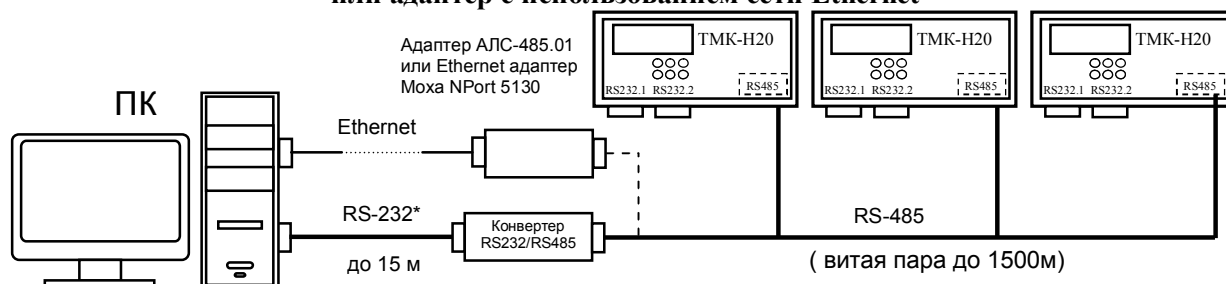 или адаптер с использованием сети Ethernet
Адаптер АЛС-485.01
или Ethernet адаптер
Moxa NPort 5130
ТМК-Н20
RS232.1 RS232.2
RS485
ТМК-Н20
RS232.1 RS232.2
RS485
ТМК-Н20
RS232.1 RS232.2
RS485
ПК
Ethernet
RS-232*
до 15 м
Конвертер
RS232/RS485
RS-485
( витая пара до 1500м)